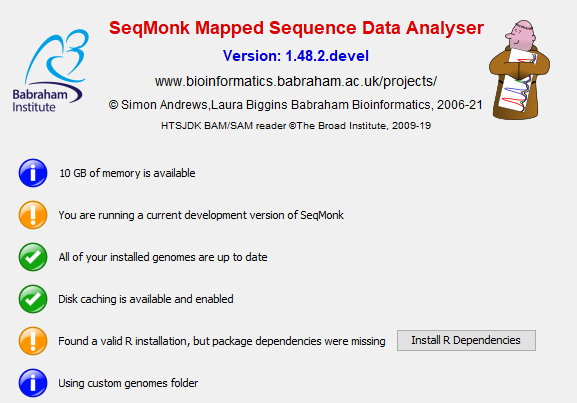 SeqMonk Mapped Sequence Data Analyser
Version: 1.48.2.devel
www.bioinformatics.babraham.ac.uk/projects/
© Simon Andrews,Laura Biggins Babraham Bioinformatics, 2006-21
HTSJDK BAM/SAM reader ©The Broad Institute, 2009-19
Babraham
Institute
10 GB of memory is available
You are running a current development version of SeqMonk
All of your installed genomes are up to date
Disk caching is available and enabled
Found a valid R installation, but package dependencies were missing Install R Dependencies
Using custom genomes folder